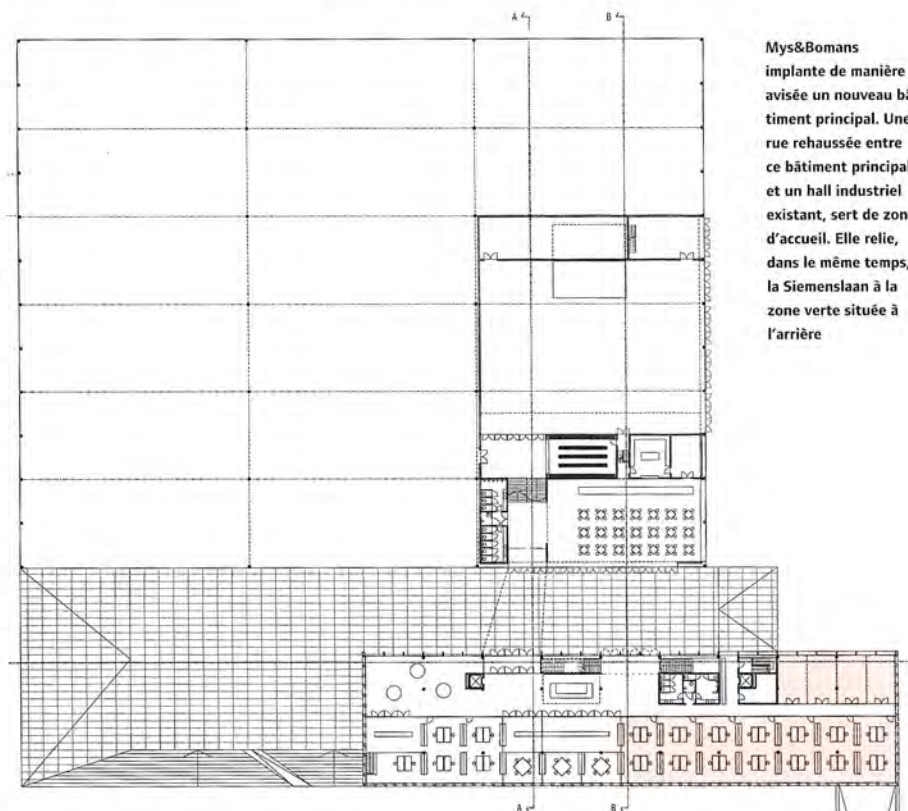 A
B
Mys&Bomans
implante de manière
avisée un nouveau bâ
timent principal. Une
rue rehaussée entre
ce bâtiment principal
et un hall industriel
existant, sert de zon
d'accueil. Elle relie,
dans le même temps,
la Siemenslaan à la
zone verte située à
l'arrière
A
B